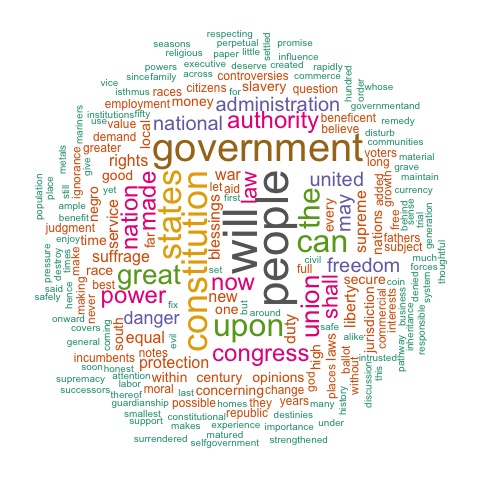 respecting
seasons perpetual promise
religious paper little settled
powers executive deserve created influence
sincefamily across controversies commerce rapidly
vice
isthmus races citizens for slavery question hundred order whose
employment money administration governmentand
institutions fifty
use value local national authority beneficent remedy
mariners demand believe disturb
greater voters communities
metals give ignorance rights government long material
good war law united grave
population place still yet negro nation made states let aid first every supreme nations added growth maintain
currency
ample service blessings will people the may free behind sense
benefit far fathers trial generation
judgment suffrage constitution can subject
enjoy time great now set civil freedom much
pressure destroy times make race full secure denied forces thoughtful
said best power new but union shall liberty coin system
safely hence making never fix one around jurisdiction commercial interests business
danger upon duty safe inheritance responsible
onward covers south equal evil alike
general coming notes congress high laws ballot intrusted pathway
incumbents protection god places without this
soon honest attention within century opinions discussion
supremacy labor moral last concerning change history
successors thereof
guardianship possible homes they years many
smallest constitutional republic destinies under
support makes experience importance
matured
surrendered selfgovernment strengthened